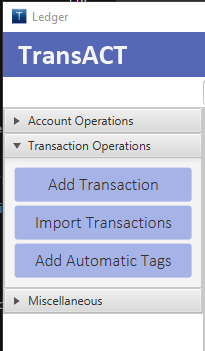 T Ledger
TransACT
Account Operations
Transaction Operations
Add Transaction
Import Transactions
Add Automatic Tags
Miscellaneous